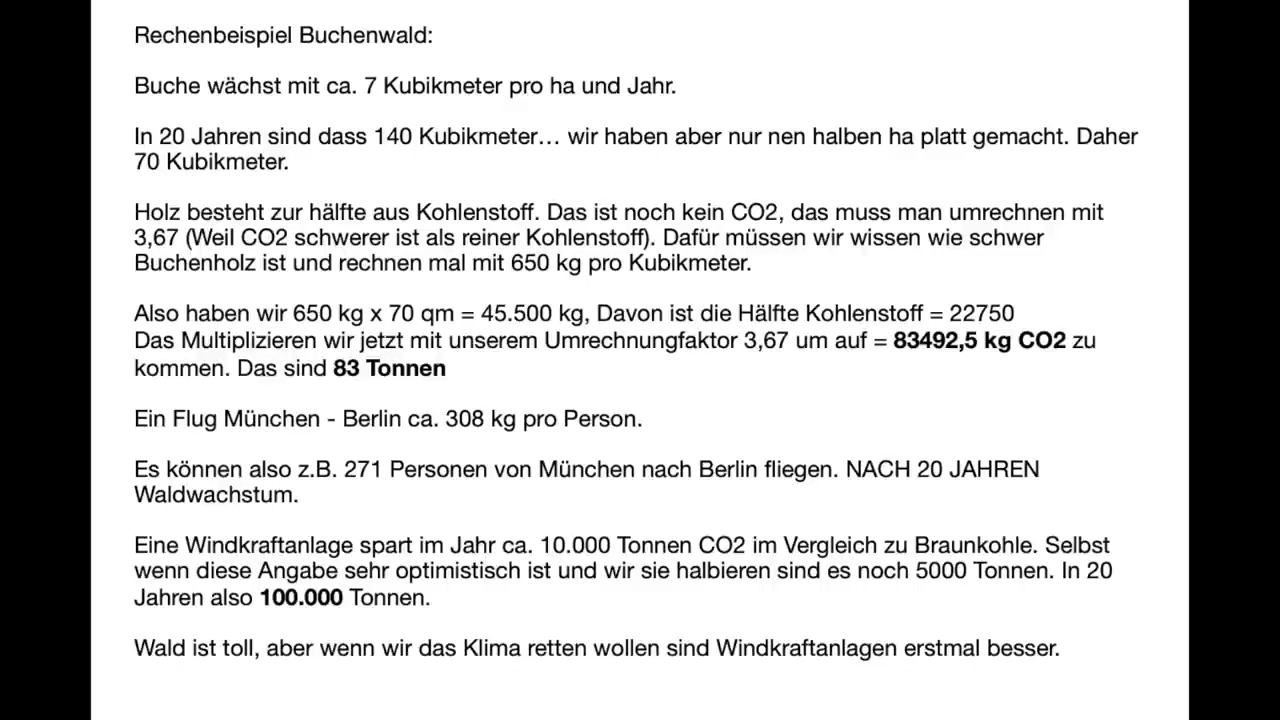 Rechenbeispiel Buchenwald:
Buche wächst mit ca. 7 Kubikmeter pro ha und Jahr.
In 20 Jahren sind dass 140 Kubikmeter… wir haben aber nur nen halben ha platt gemacht. Daher
70 Kubikmeter.
Holz besteht zur hälfte aus Kohlenstoff. Das ist noch kein CO2, das muss man umrechnen mit
3,67 (Weil CO2 schwerer ist als reiner Kohlenstoff). Dafür müssen wir wissen wie schwer
Buchenholz ist und rechnen mal mit 650 kg pro Kubikmeter.
Also haben wir 650 kg x 70 qm = 45.500 kg, Davon ist die Hälfte Kohlenstoff = 22750
Das Multiplizieren wir jetzt mit unserem Umrechnungfaktor 3,67 um auf = 83492,5 kg CO2 zu
kommen. Das sind 83 Tonnen
Ein Flug München - Berlin ca. 308 kg pro Person.
Es können also z.B. 271 Personen von München nach Berlin fliegen. NACH 20 JAHREN
Waldwachstum.
Eine Windkraftanlage spart im Jahr ca. 10.000 Tonnen CO2 im Vergleich zu Braunkohle. Selbst
wenn diese Angabe sehr optimistisch ist und wir sie halbieren sind es noch 5000 Tonnen. In 20
Jahren also 100.000 Tonnen.
Wald ist toll, aber wenn wir das Klima retten wollen sind Windkraftanlagen erstmal besser.